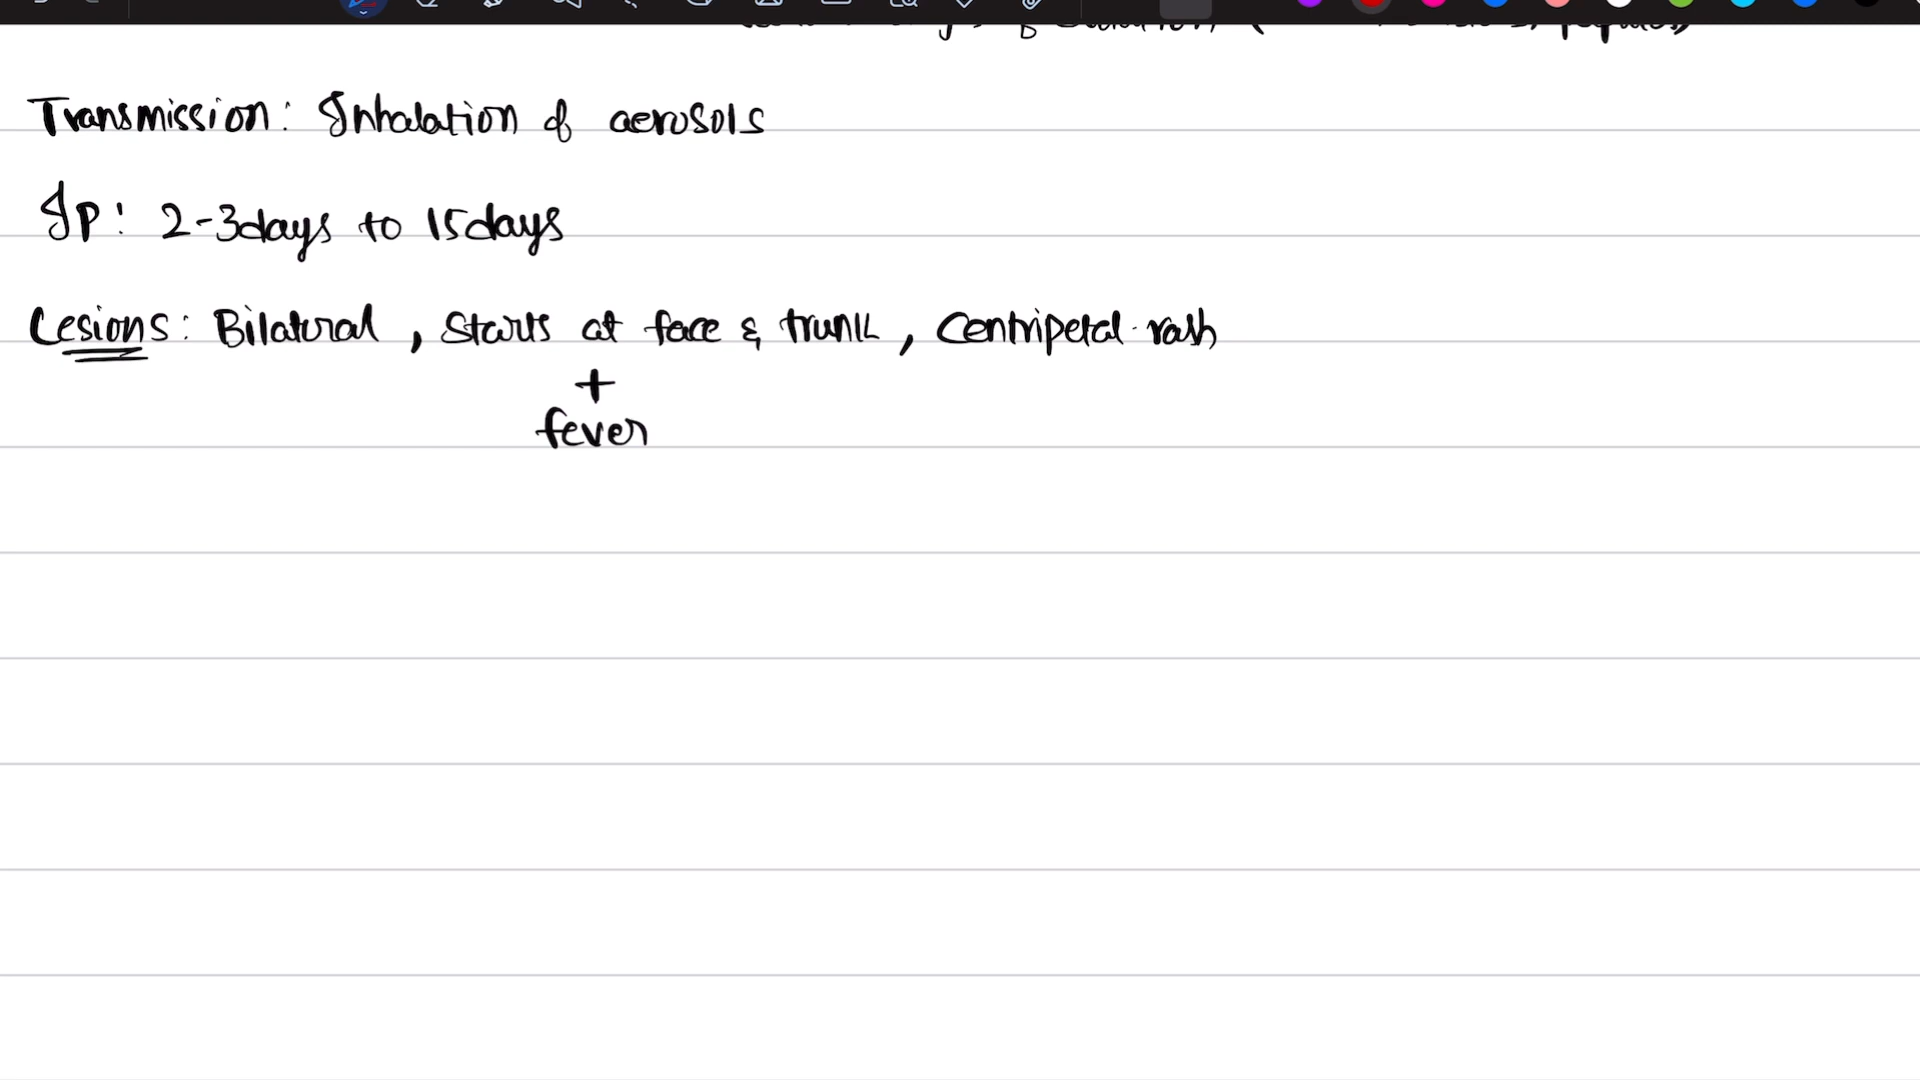 Transmission: Inhalation of aerosols
IP: 2-3days to 15days
Lesions: Bilateral, Starts at face & trunk, Centripetal rash
+
fever